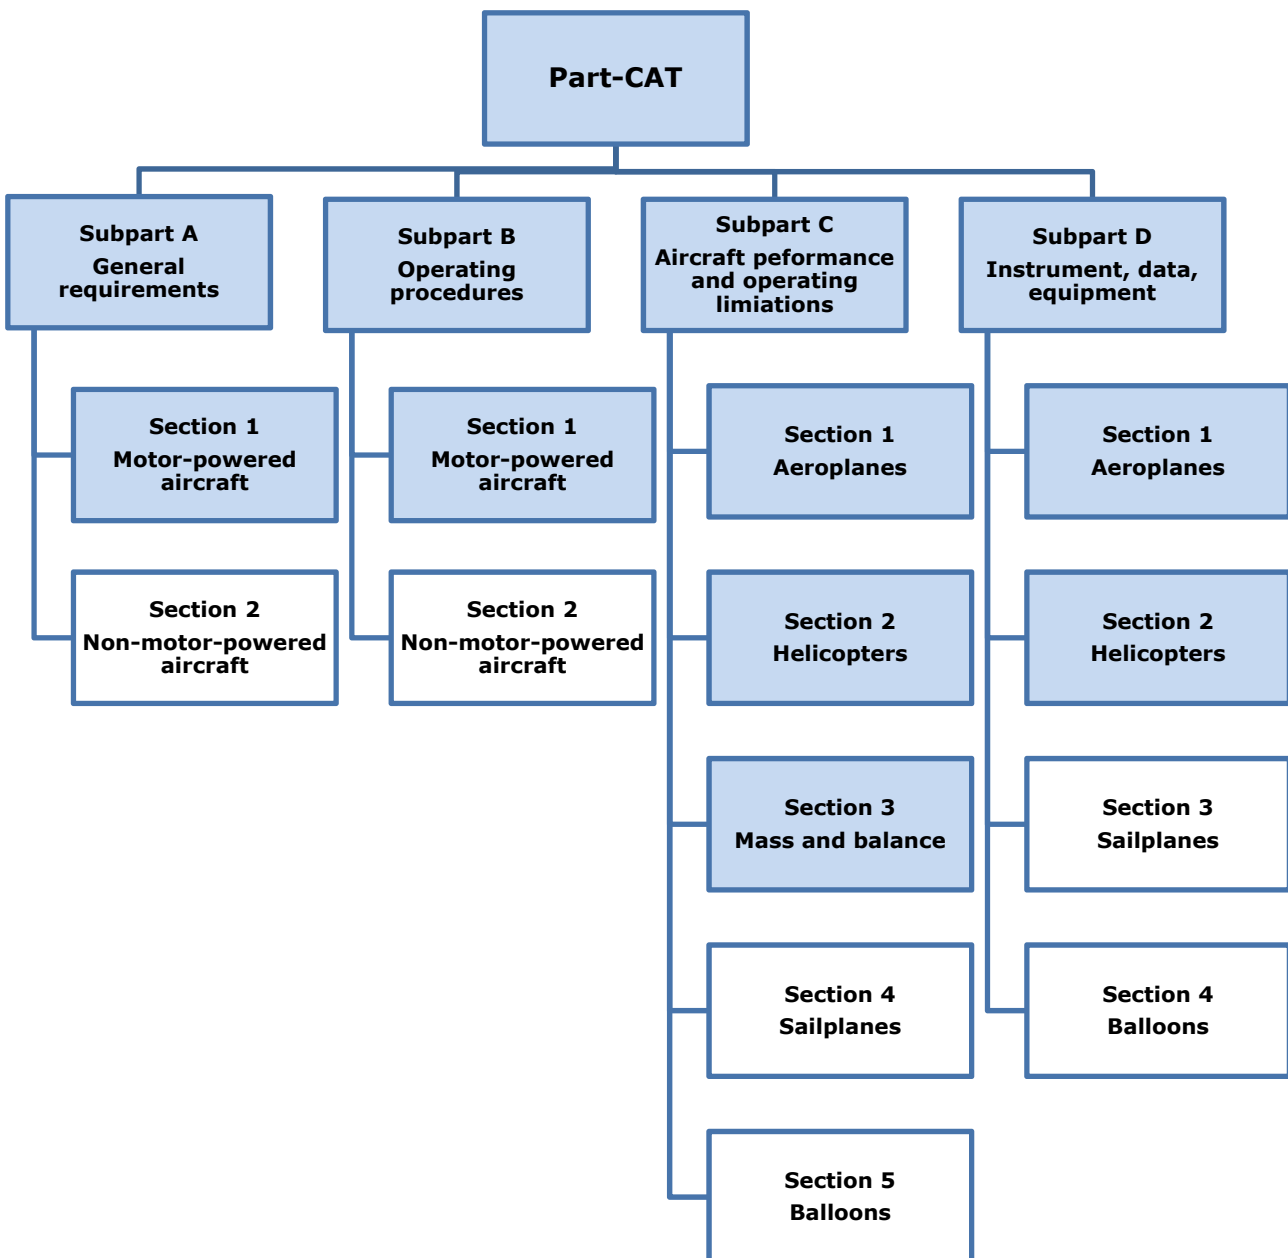 Part-CAT
Subpart A
General
requirements
Section 1
Motor-powered
aircraft
Section 2
Non-motor-powered
aircraft
Subpart B
Operating
procedures
Section 1
Motor-powered
aircraft
Section 2
Non-motor-powered
aircraft
Subpart C
Aircraft peformance
and operating
limiations
Section 1
Aeroplanes
Section 2
Helicopters
Section 3
Mass and balance
Section 4
Sailplanes
Section 5
Balloons
Subpart D
Instrument, data,
equipment
Section 1
Aeroplanes
Section 2
Helicopters
Section 3
Sailplanes
Section 4
Balloons